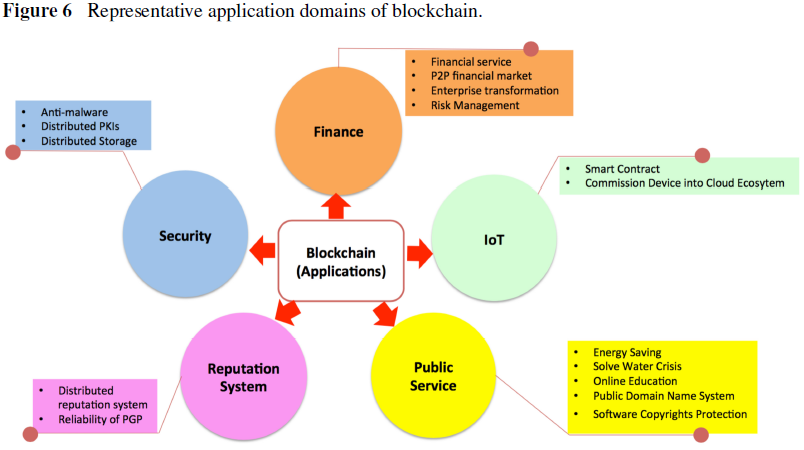 Figure 6 Representative application domains of blockchain.
• Financial service
• P2P financial market
• Enterprise transformation
• Risk Management
Finance
• Anti-malware
• Distributed PKIs
• Distributed Storage
Security
• Smart Contract
• Commission Device into Cloud Ecosytem
IoT
Blockchain
(Applications)
Reputation
System
• Distributed
reputation system
• Reliability of PGP
Public
Service
• Energy Saving
• Solve Water Crisis
• Online Education
• Public Domain Name System
• Software Copyrights Protection